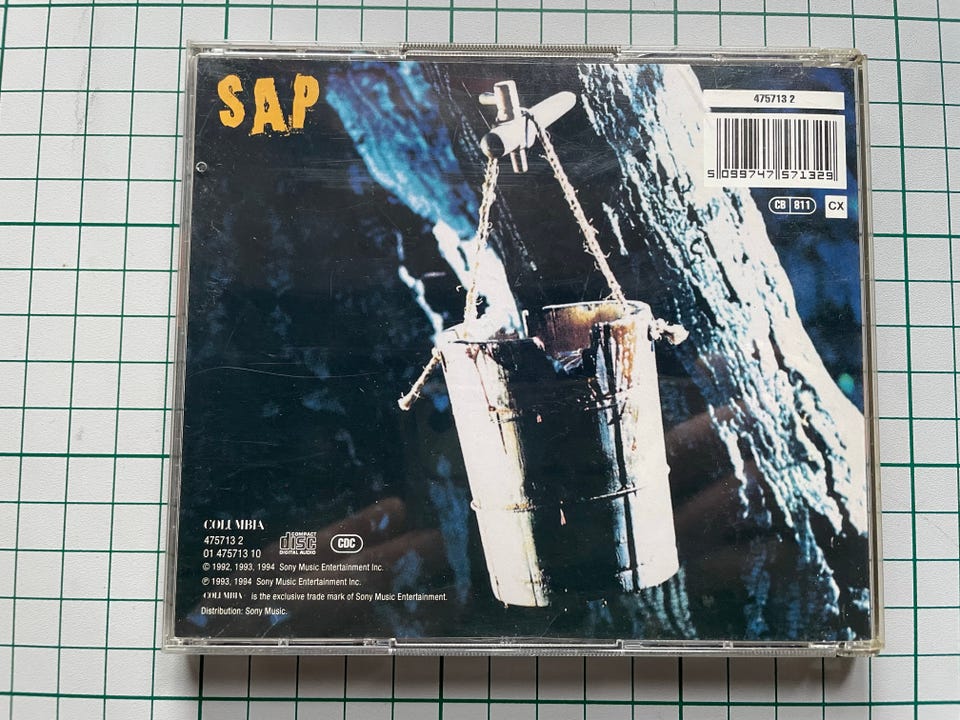 SAP
475713 2
5 099747 571329
CB 811
CX
COLUMBIA
475713 2
01 475713 10
COMPACT
disc
DIGITAL AUDIO
CDC
© 1992, 1993, 1994 Sony Music Entertainment Inc.
℗ 1993, 1994 Sony Music Entertainment Inc.
COLUMBIA is the exclusive trade mark of Sony Music Entertainment.
Distribution: Sony Music.